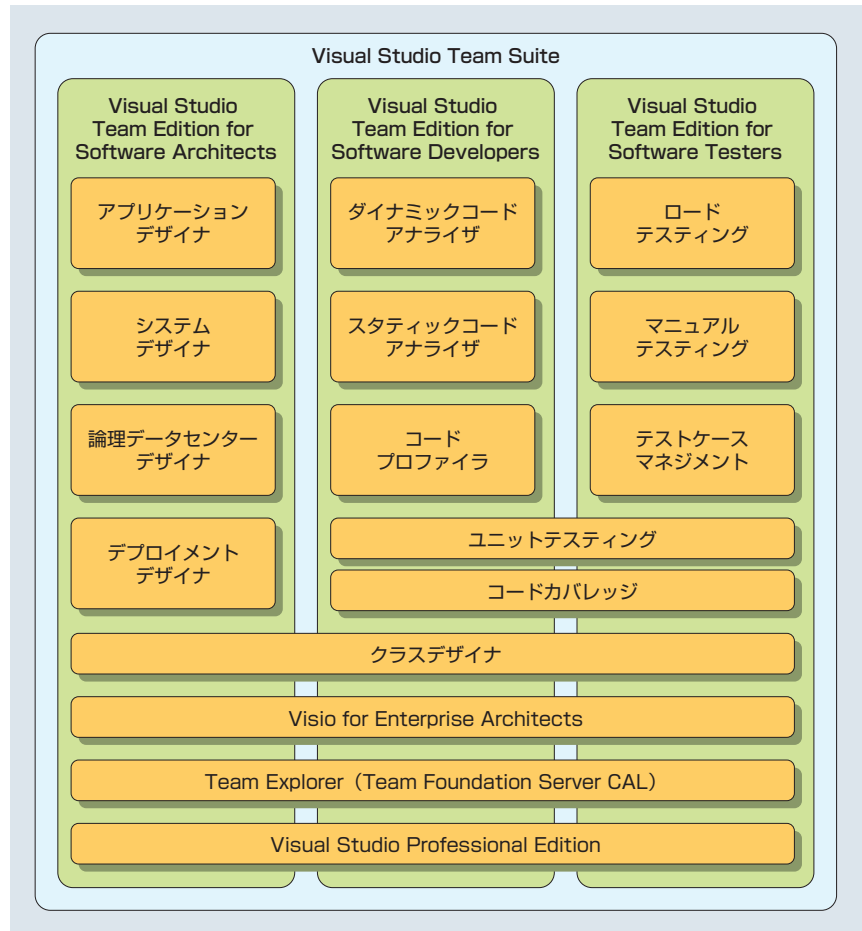 Visual Studio Team Suite
Visual Studio
Team Edition for
Software Architects
アプリケーション
デザイナ
システム
デザイナ
論理データセンター
デザイナ
デプロイメント
デザイナ
Visual Studio
Team Edition for
Software Developers
ダイナミックコード
アナライザ
スタティックコード
アナライザ
コード
プロファイラ
Visual Studio
Team Edition for
Software Testers
ロード
テスティング
マニュアル
テスティング
テストケース
マネジメント
ユニットテスティング
コードカバレッジ
クラスデザイナ
Visio for Enterprise Architects
Team Explorer（Team Foundation Server CAL）
Visual Studio Professional Edition